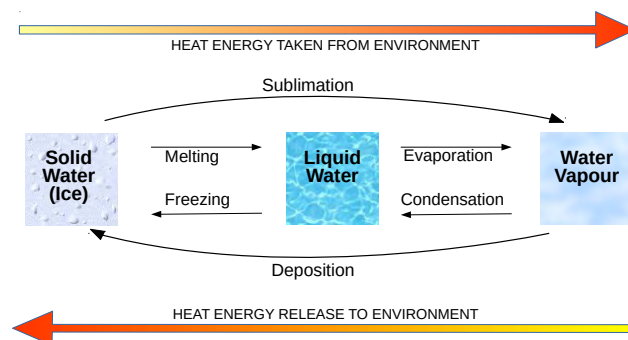 HEAT ENERGY TAKEN FROM ENVIRONMENT
Sublimation
Solid
Water
(Ice)
Melting
Freezing
Liquid
Water
Evaporation
Condensation
Water
Vapour
Deposition
HEAT ENERGY RELEASE TO ENVIRONMENT